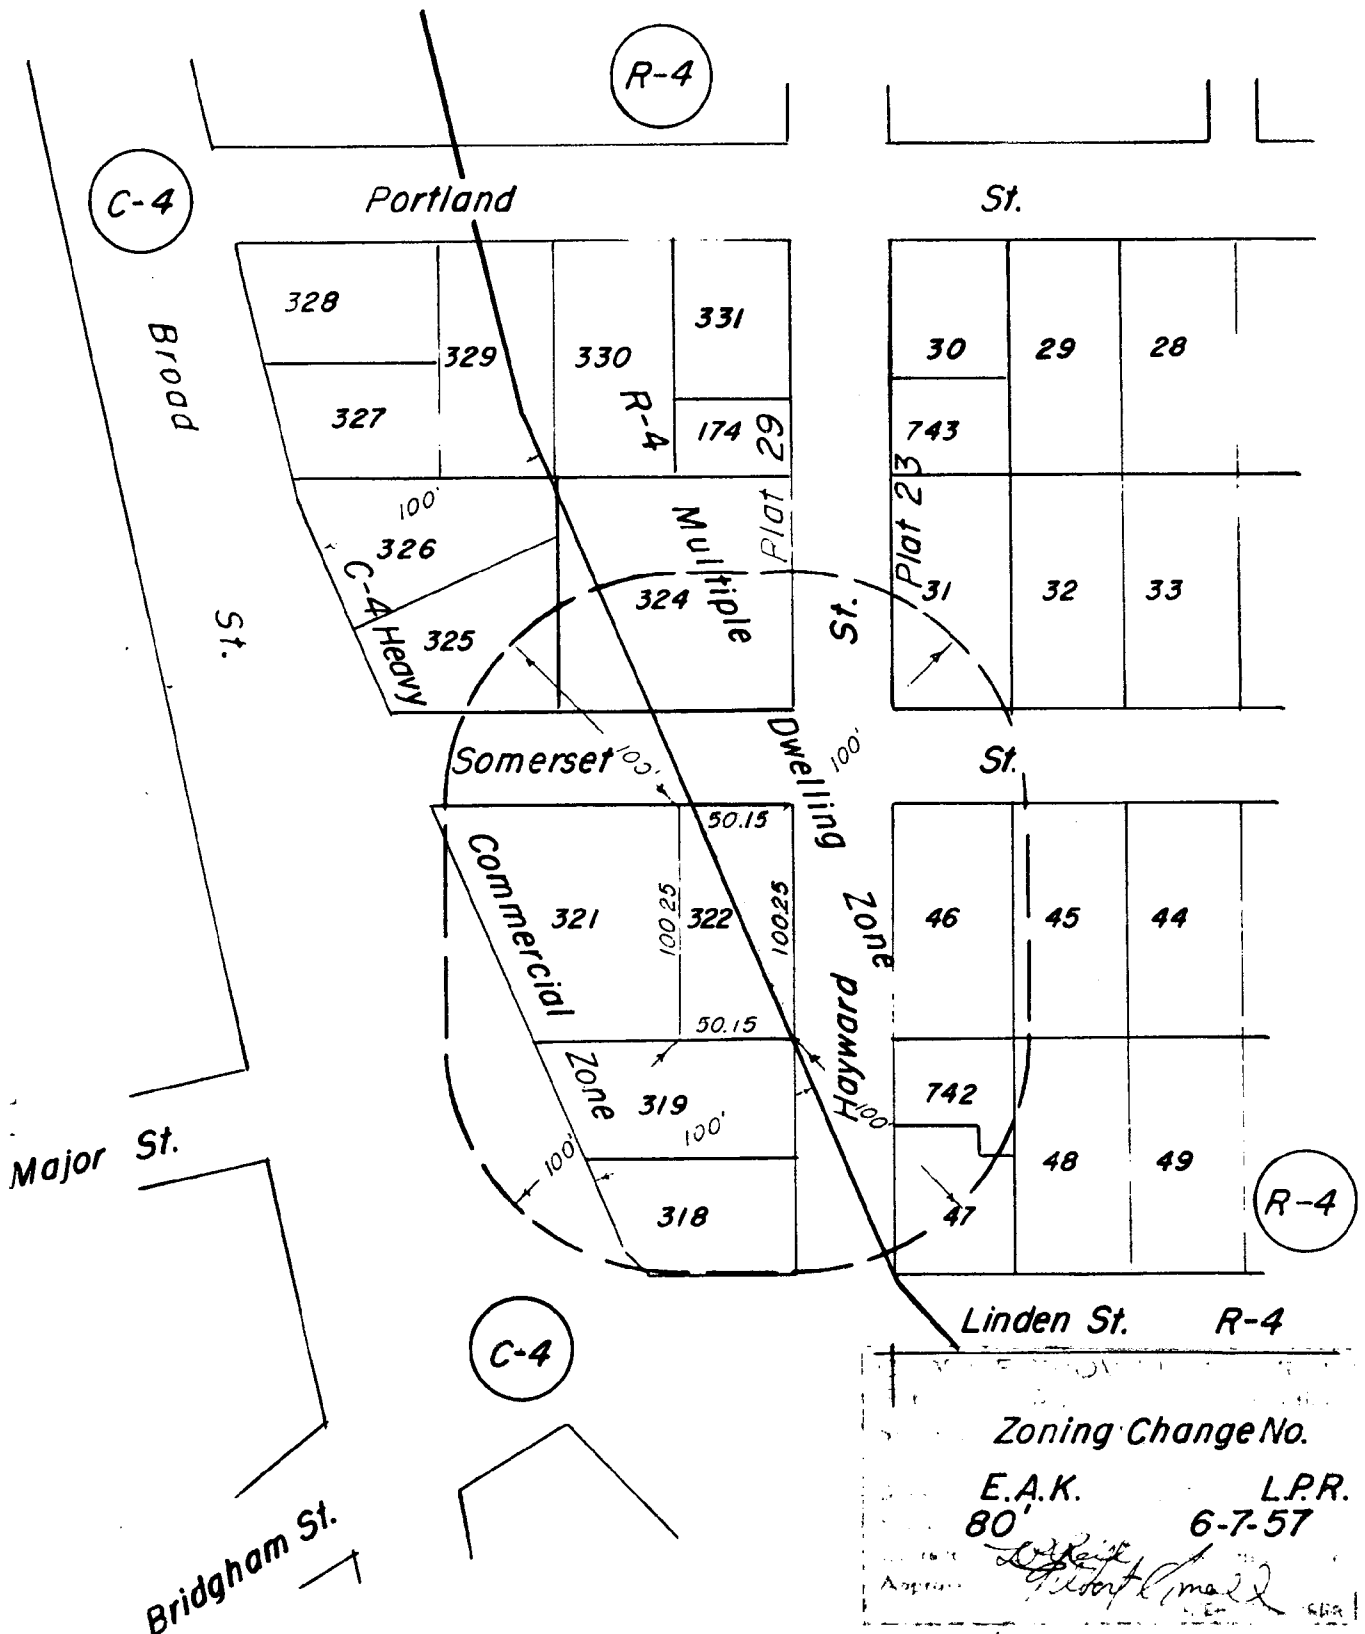 R-4
C-4
Portland St.
328
329
330
331
30
29
28
Broad St.
327
R-4
174
Plat 29
743
Plat 23
100'
326
C-4 Heavy
325
324
Multiple
31
32
33
St.
Somerset St.
100'
Dwelling
100'
Zone
50.15
Commercial
Zone
321
100.25
322
100.25
46
45
44
50.15
Hayward
319
100'
100'
100'
742
48
49
Major St.
318
47
R-4
C-4
Linden St. R-4
Zoning Change No.
E.A.K. L.P.R.
80' 6-7-57
Bridgham St.